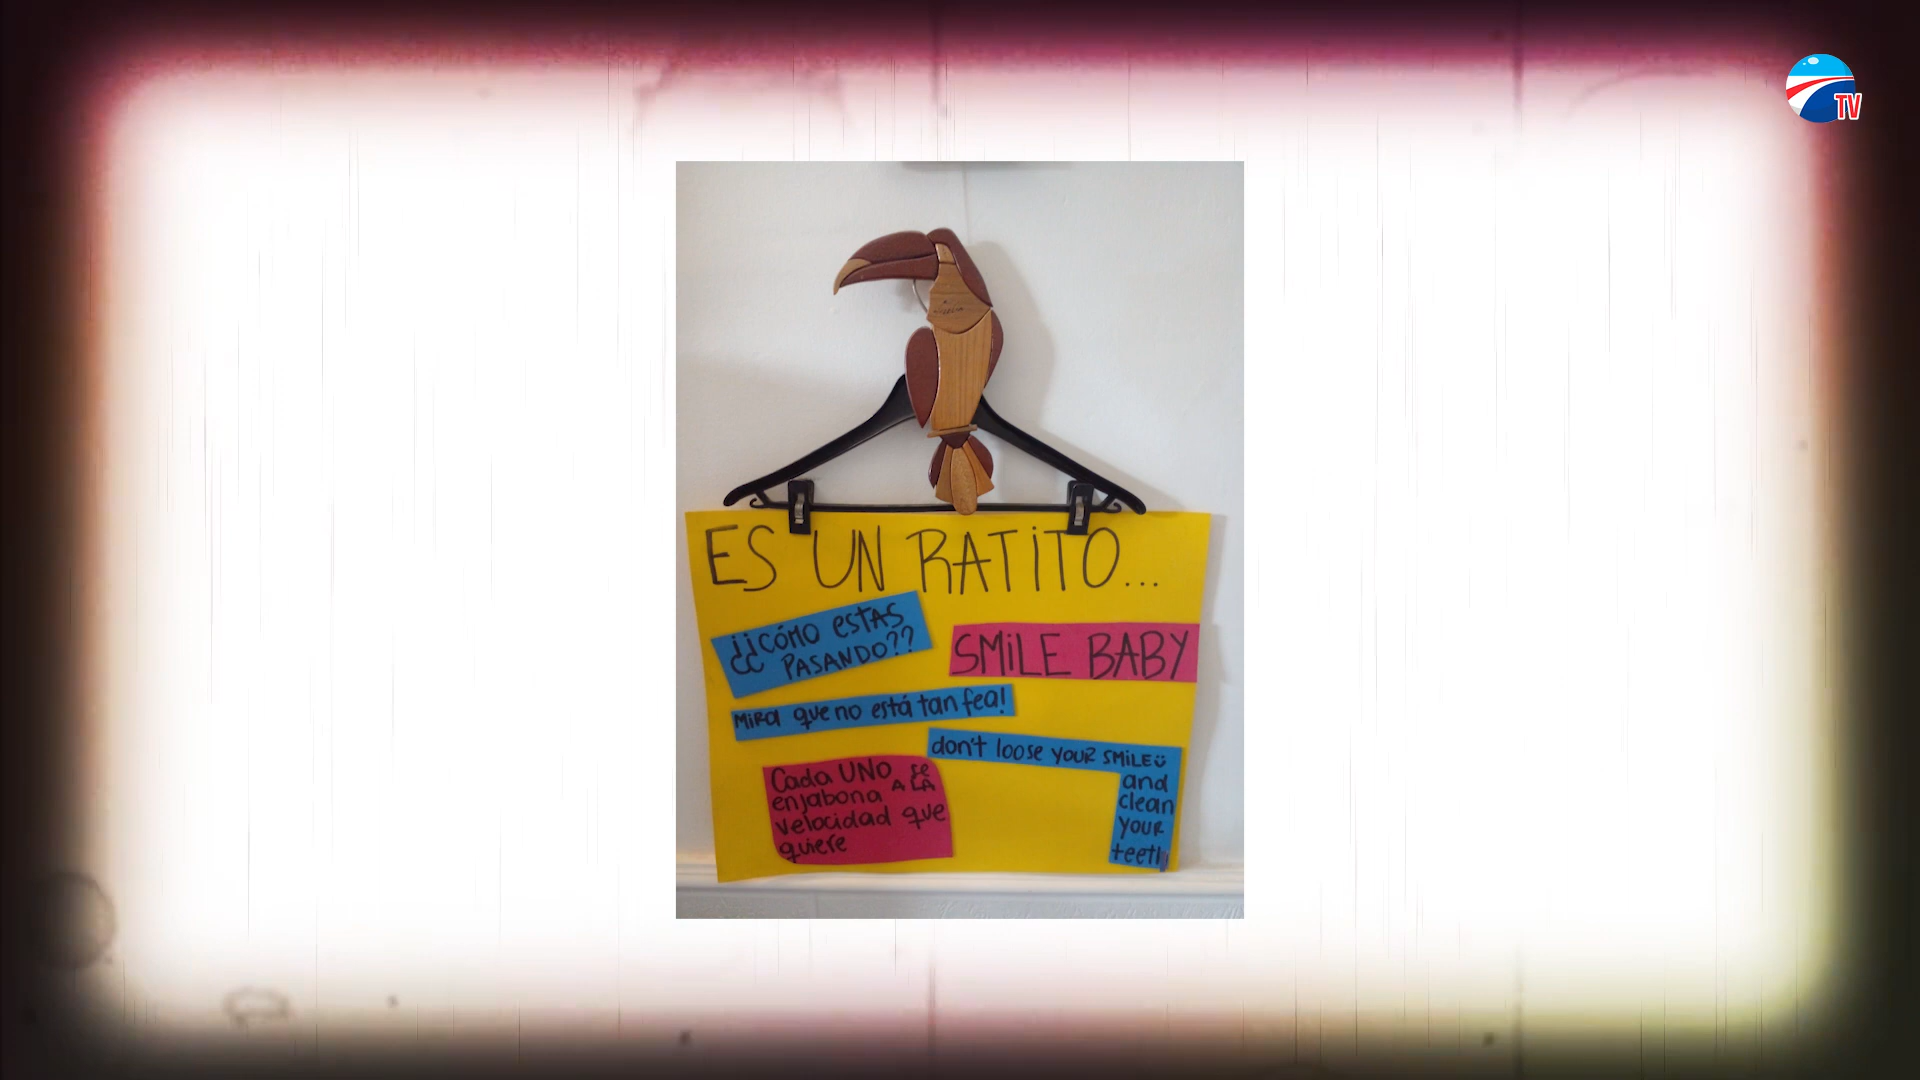 TV
ES UN RATITO...
¿¿CÓMO ESTAS
PASANDO??
SMILE BABY
MIRA que no está tan fea!
don't loose YOUR SMILE
and
clean
YOUR
teeth
Cada UNO se
enjabona A LA
velocidad que
quiere